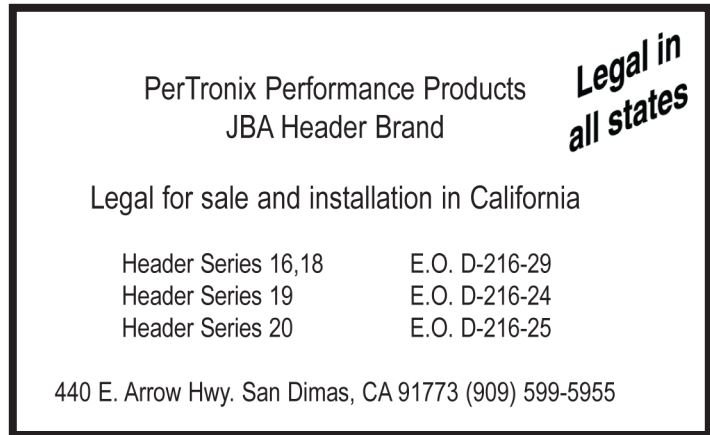 PerTronix Performance Products
JBA Header Brand
Legal in
all states
Legal for sale and installation in California
Header Series 16,18 E.O. D-216-29
Header Series 19 E.O. D-216-24
Header Series 20 E.O. D-216-25
440 E. Arrow Hwy. San Dimas, CA 91773 (909) 599-5955